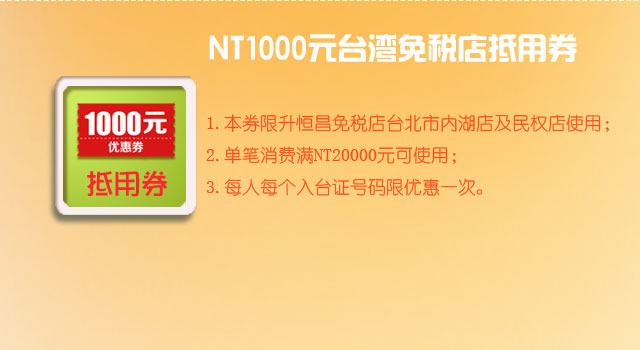 NT1000元台湾免税店抵用券
1000元
优惠券
抵用券
1.本券限升恒昌免税店台北市内湖店及民权店使用；
2.单笔消费满NT20000元可使用；
3.每人每个入台证号码限优惠一次。